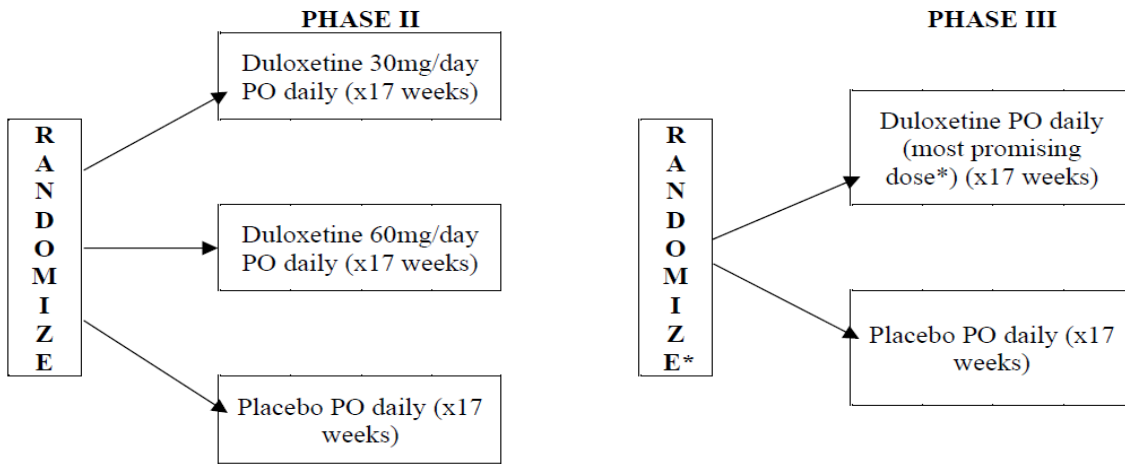 PHASE II
Duloxetine 30mg/day
PO daily (x17 weeks)
R
A
N
D
O
M
I
Z
E
Duloxetine 60mg/day
PO daily (x17 weeks)
Placebo PO daily (x17
weeks)
PHASE III
R
A
N
D
O
M
I
Z
E*
Duloxetine PO daily
(most promising
dose*) (x17 weeks)
Placebo PO daily (x17
weeks)